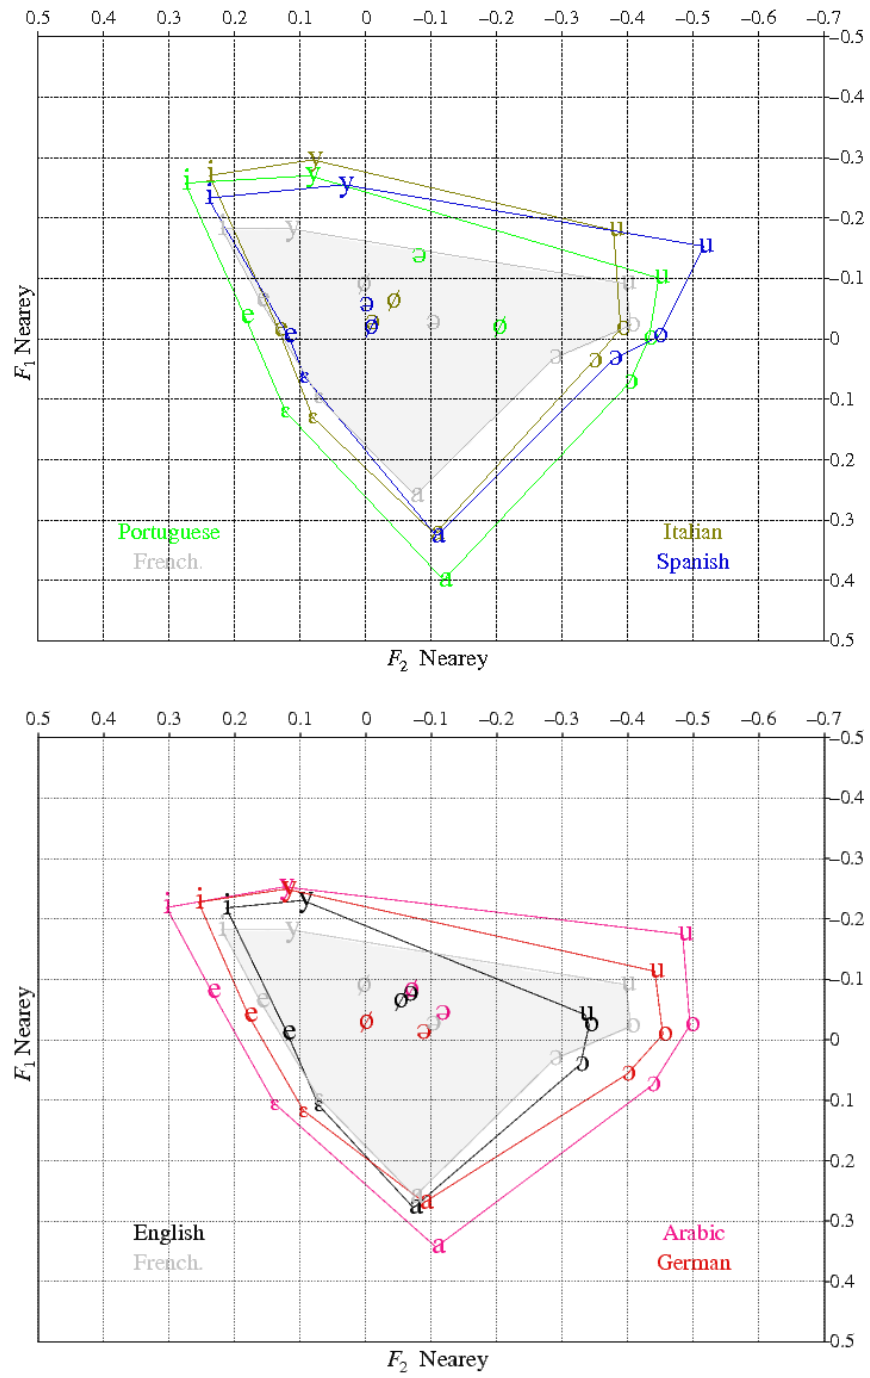 0.5 0.4 0.3 0.2 0.1 0 −0.1 −0.2 −0.3 −0.4 −0.5 −0.6 −0.7
−0.5
−0.4
−0.3
y
i y
i y
i
−0.2
i y u u
u
ə
−0.1
ø u u
e ə ø
F₁ Nearey
e ø ə o
e e ø o o o
0
ɔ ɔ ɔ ɔ
ɛ
0.1
ɛ ɛ ɛ
0.2
a
0.3
a a
Portuguese Italian
French. Spanish
a
0.4
0.5
F₂ Nearey
0.5 0.4 0.3 0.2 0.1 0 −0.1 −0.2 −0.3 −0.4 −0.5 −0.6 −0.7
−0.5
−0.4
−0.3
y y
i i i y
−0.2
i y u
u
−0.1
e e ø ø ø ə u
e ø ə ə u o o o
F₁ Nearey
e ə o
0
ɔ ɔ ɔ ɔ
0.1
ɛ ɛ ɛ ɛ
0.2
a a a
0.3
English Arabic
a
French. German
0.4
0.5
F₂ Nearey